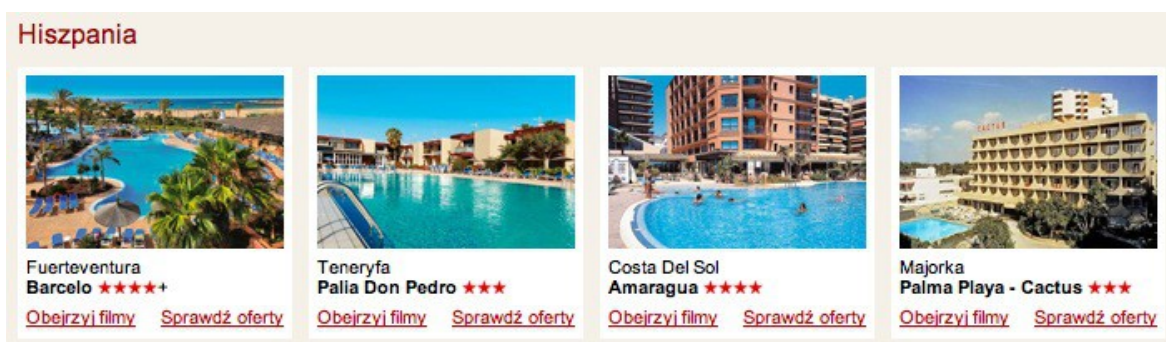 Hiszpania
CACTUS
Fuerteventura
Barcelo ★★★★+
Obejrzyj filmy Sprawdź oferty
Teneryfa
Palia Don Pedro ★★★
Obejrzyj filmy Sprawdź oferty
Costa Del Sol
Amaragua ★★★★
Obejrzyj filmy Sprawdź oferty
Majorka
Palma Playa - Cactus ★★★
Obejrzyj filmy Sprawdź oferty